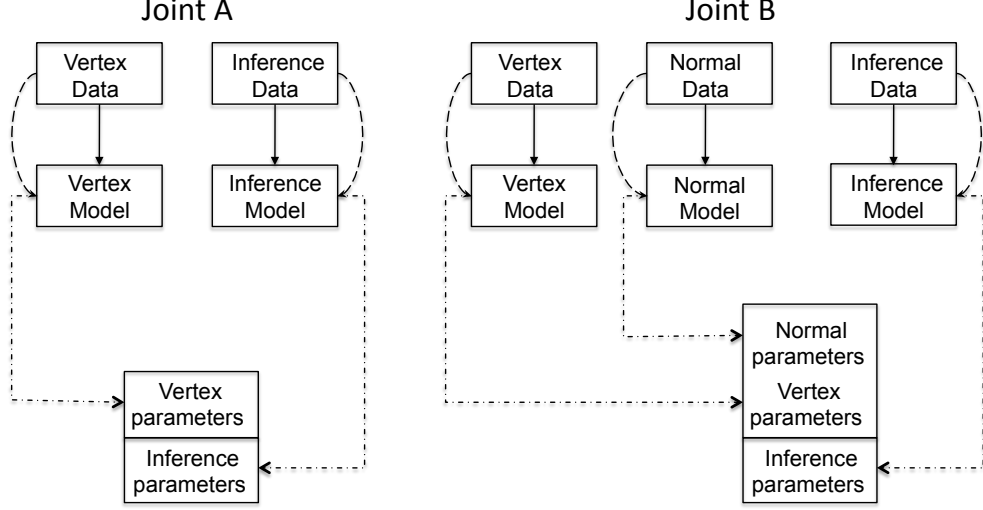 Joint A
Vertex
Data
Inference
Data
Vertex
Model
Inference
Model
Vertex
parameters
Inference
parameters
Joint B
Vertex
Data
Normal
Data
Inference
Data
Vertex
Model
Normal
Model
Inference
Model
Normal
parameters
Vertex
parameters
Inference
parameters